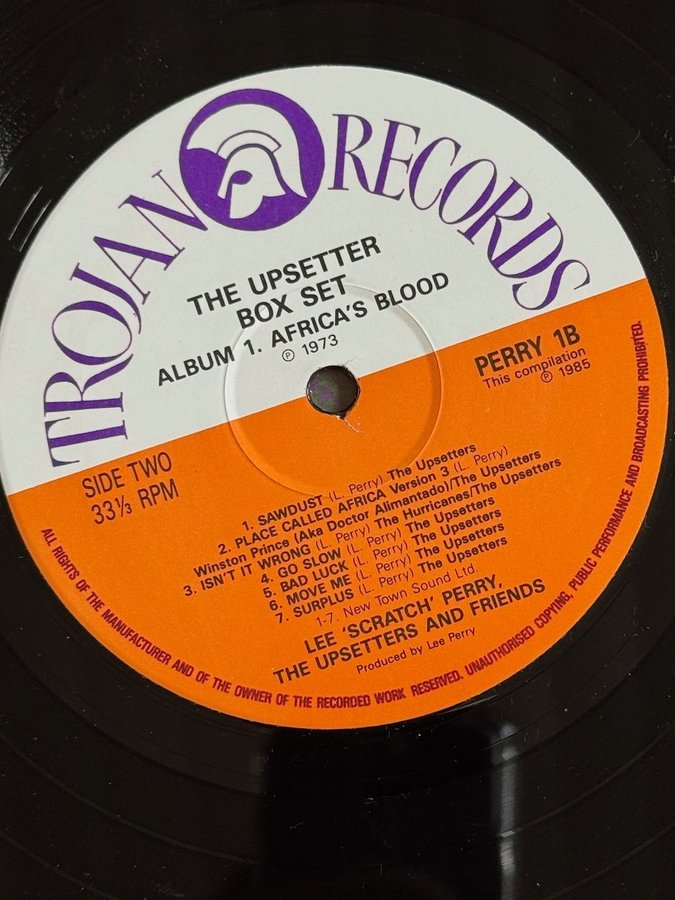 TROJAN RECORDS
THE UPSETTER
BOX SET
ALBUM 1. AFRICA'S BLOOD
℗ 1973
PERRY 1B
This compilation
℗ 1985
SIDE TWO
33⅓ RPM
1. SAWDUST (L. Perry) The Upsetters
2. PLACE CALLED AFRICA Version 3 (L. Perry)
Winston Prince (Aka Doctor Alimantado)/The Upsetters
3. ISN'T IT WRONG (L. Perry) The Hurricanes/The Upsetters
4. GO SLOW (L. Perry) The Upsetters
5. BAD LUCK (L. Perry) The Upsetters
6. MOVE ME (L. Perry) The Upsetters
7. SURPLUS (L. Perry) The Upsetters
1-7. New Town Sound Ltd.
LEE 'SCRATCH' PERRY,
THE UPSETTERS AND FRIENDS
Produced by Lee Perry
ALL RIGHTS OF THE MANUFACTURER AND OF THE OWNER OF THE RECORDED WORK RESERVED. UNAUTHORISED COPYING, PUBLIC PERFORMANCE AND BROADCASTING PROHIBITED.